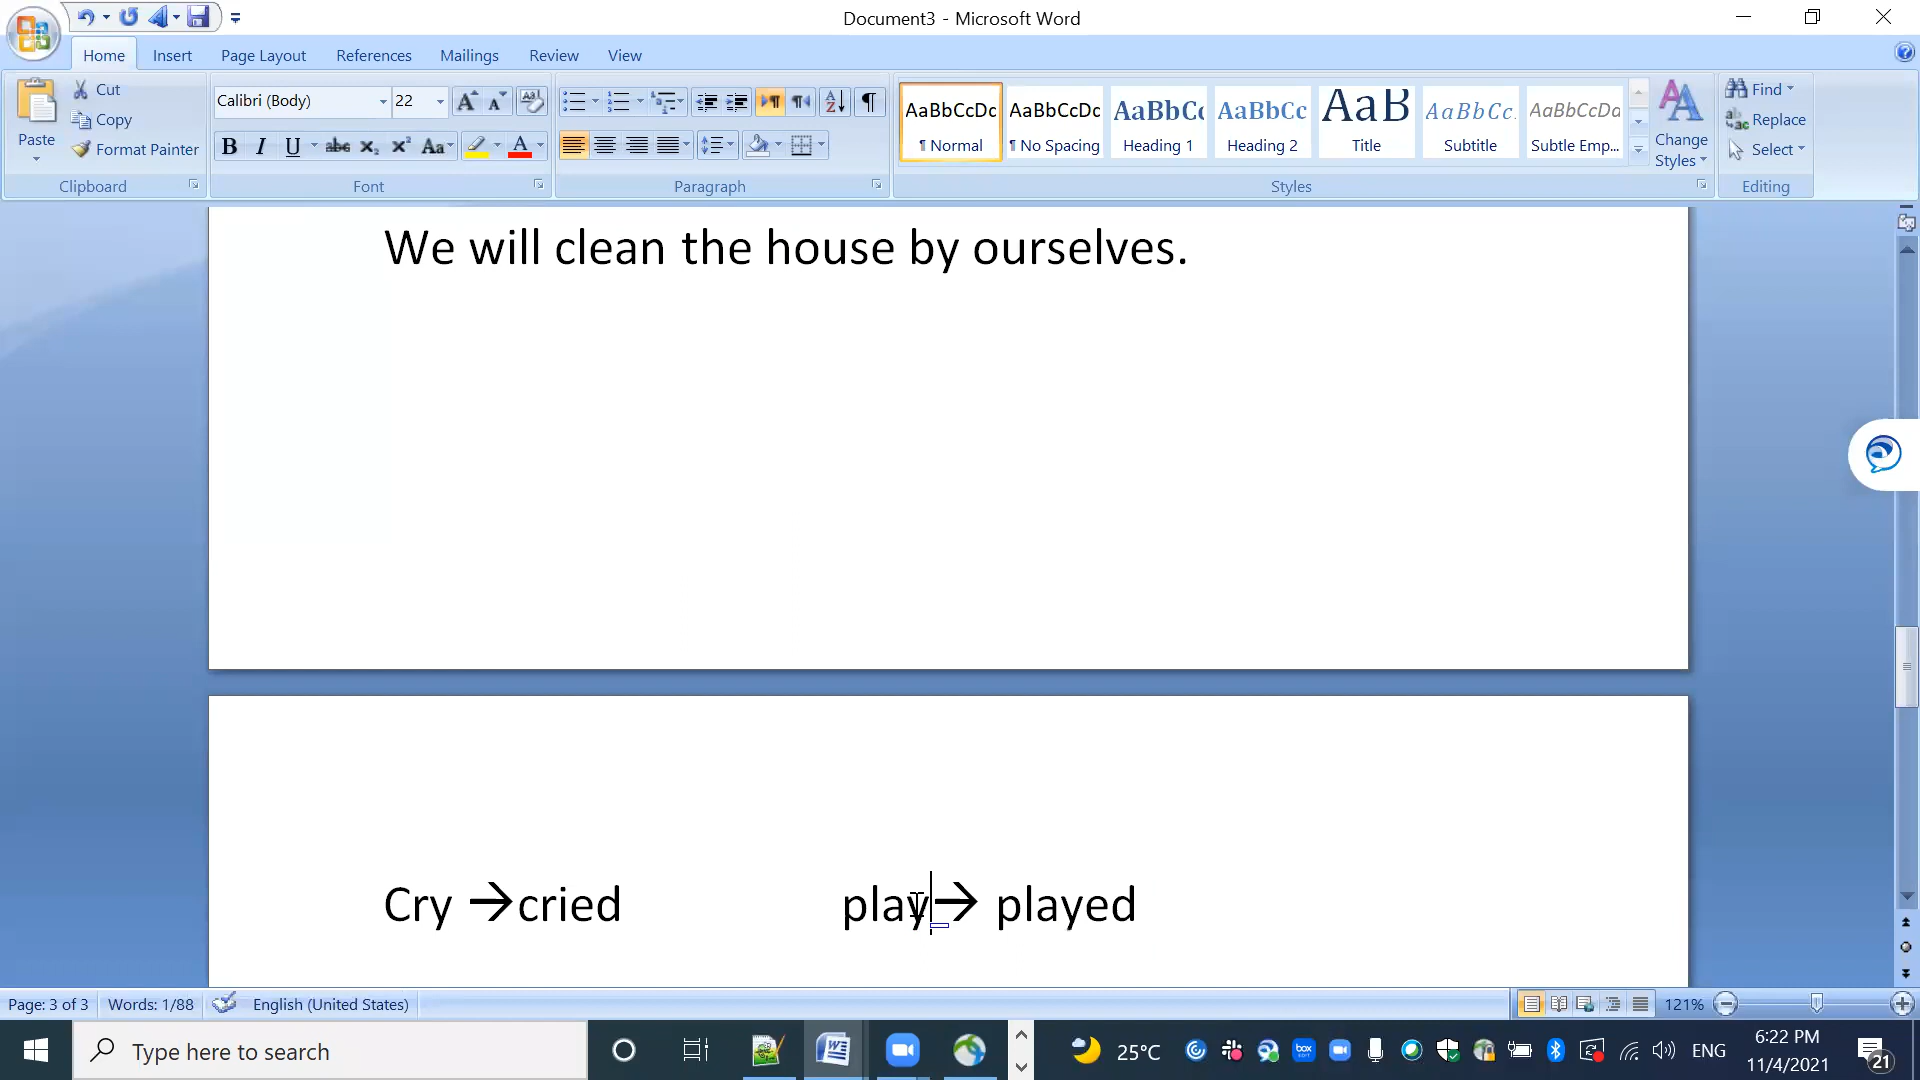 Document3 - Microsoft Word
Home Insert Page Layout References Mailings Review View
Paste
Cut
Copy
Format Painter
Clipboard
Calibri (Body) 22
B I U abc x₂ x² Aa A
Font
Paragraph
AaBbCcDc AaBbCcDc AaBbCc AaBbCc AaB AaBbCc. AaBbCcDa
¶ Normal ¶ No Spacing Heading 1 Heading 2 Title Subtitle Subtle Emp...
Change Styles
Styles
Find
Replace
Select
Editing
We will clean the house by ourselves.
Cry →cried play→ played
Page: 3 of 3 Words: 1/88 English (United States) 121%
Type here to search
25°C ENG
6:22 PM
11/4/2021
21